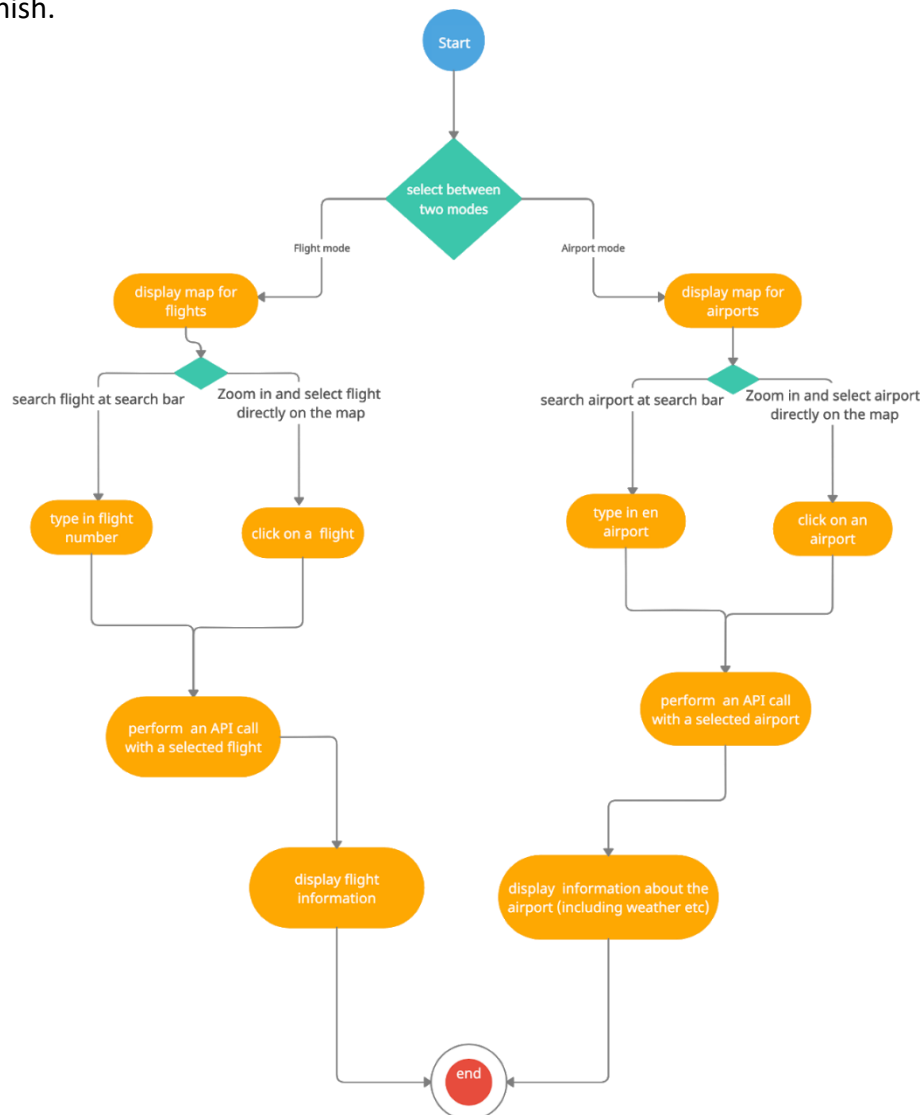 nish.
Start
select between
two modes
Flight mode
Airport mode
display map for
flights
display map for
airports
search flight at search bar
Zoom in and select flight
directly on the map
search airport at search bar
Zoom in and select airport
directly on the map
type in flight
number
click on a flight
type in en
airport
click on an
airport
perform an API call
with a selected flight
perform an API call
with a selected airport
display flight
information
display information about the
airport (including weather etc)
end